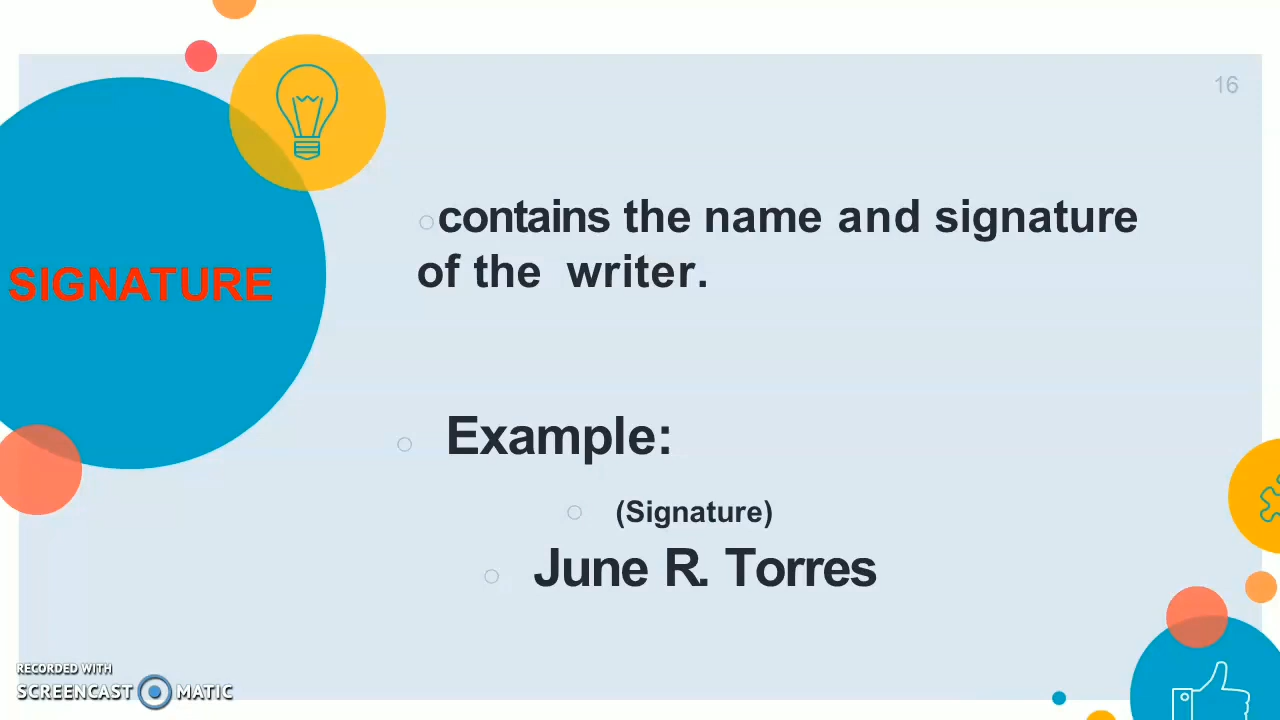 16
SIGNATURE
contains the name and signature
of the writer.
Example:
(Signature)
June R. Torres
RECORDED WITH
SCREENCAST MATIC